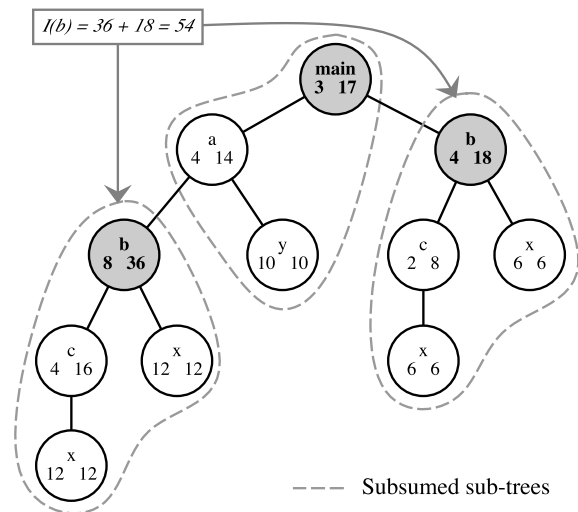 I(b) = 36 + 18 = 54
main
3 17
a
4 14
b
4 18
b
8 36
y
10 10
c
2 8
x
6 6
c
4 16
x
12 12
x
6 6
x
12 12
Subsumed sub-trees